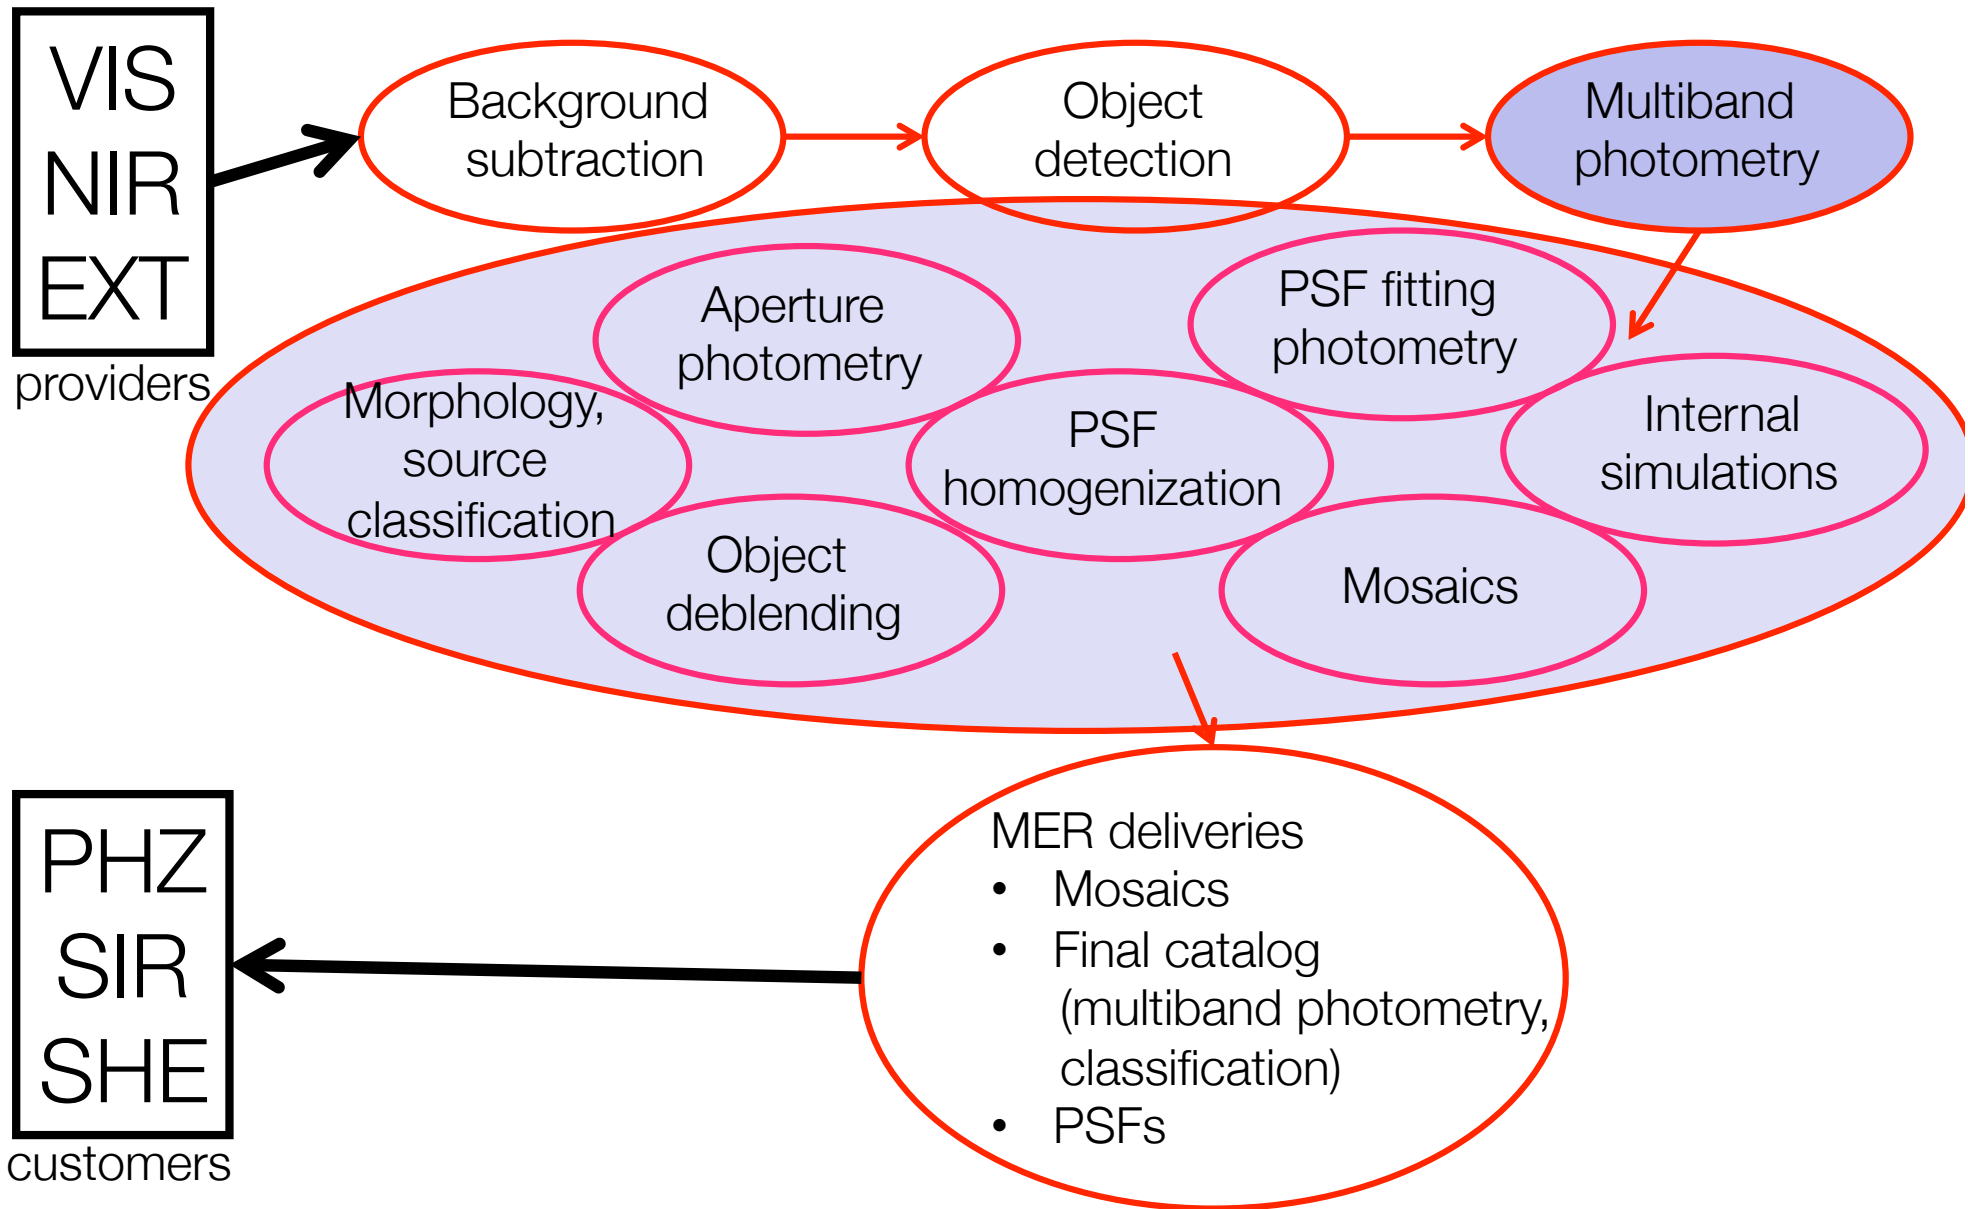 VIS
NIR
EXT
providers
Background
subtraction
Object
detection
Multiband
photometry
Aperture
photometry
PSF fitting
photometry
Morphology,
source
classification
PSF
homogenization
Internal
simulations
Object
deblending
Mosaics
MER deliveries
• Mosaics
• Final catalog
(multiband photometry,
classification)
• PSFs
PHZ
SIR
SHE
customers